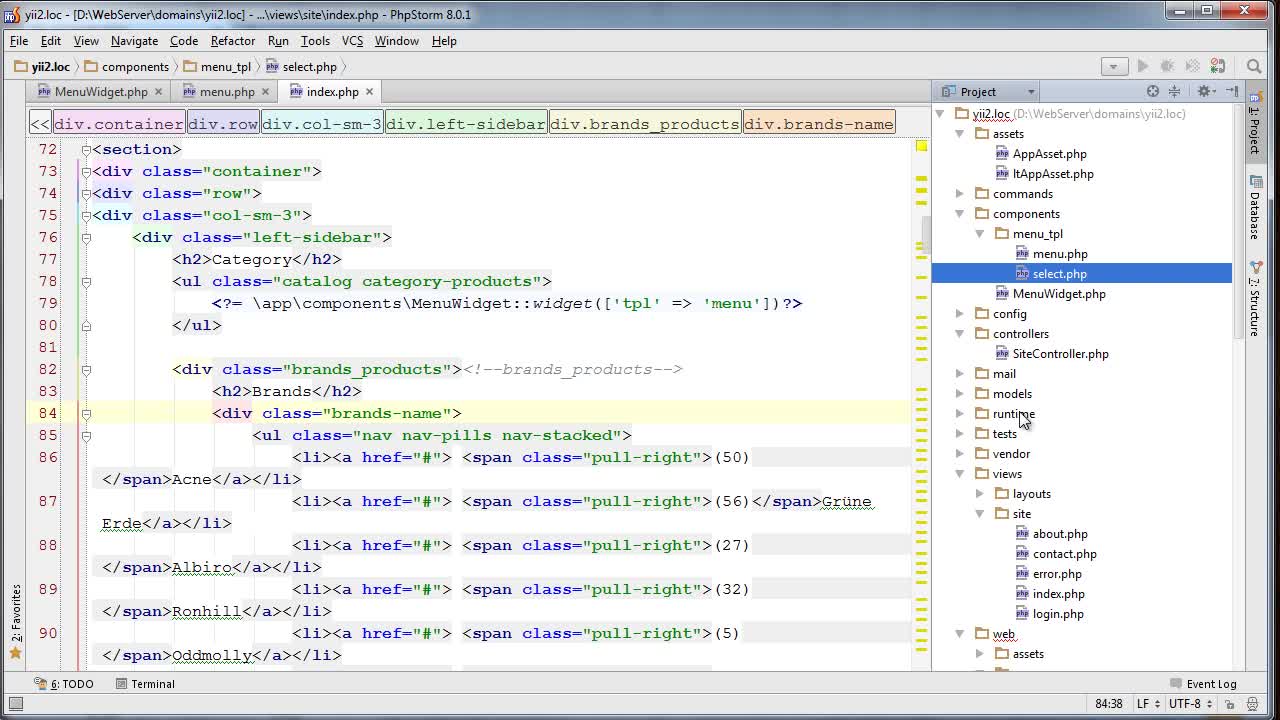 yii2.loc - [D:\WebServer\domains\yii2.loc] - ...\views\site\index.php - PhpStorm 8.0.1
File Edit View Navigate Code Refactor Run Tools VCS Window Help
yii2.loc components menu_tpl select.php
MenuWidget.php menu.php index.php
<< div.container div.row div.col-sm-3 div.left-sidebar div.brands_products div.brands-name
72 <section>
73 <div class="container">
74 <div class="row">
75 <div class="col-sm-3">
76 <div class="left-sidebar">
77 <h2>Category</h2>
78 <ul class="catalog category-products">
79 <?= \app\components\MenuWidget::widget(['tpl' => 'menu'])?>
80 </ul>
81
82 <div class="brands_products"><!--brands_products-->
83 <h2>Brands</h2>
84 <div class="brands-name">
85 <ul class="nav nav-pills nav-stacked">
86 <li><a href="#"> <span class="pull-right">(50)
</span>Acne</a></li>
87 <li><a href="#"> <span class="pull-right">(56)</span>Grüne
Erde</a></li>
88 <li><a href="#"> <span class="pull-right">(27)
</span>Albiro</a></li>
89 <li><a href="#"> <span class="pull-right">(32)
</span>Ronhill</a></li>
90 <li><a href="#"> <span class="pull-right">(5)
</span>Oddmolly</a></li>
Project
yii2.loc (D:\WebServer\domains\yii2.loc)
assets
AppAsset.php
ltAppAsset.php
commands
components
menu_tpl
menu.php
select.php
MenuWidget.php
config
controllers
SiteController.php
mail
models
runtime
tests
vendor
views
layouts
site
about.php
contact.php
error.php
index.php
login.php
web
assets
1: Project
Database
7: Structure
2: Favorites
6: TODO Terminal Event Log
84:38 LF UTF-8